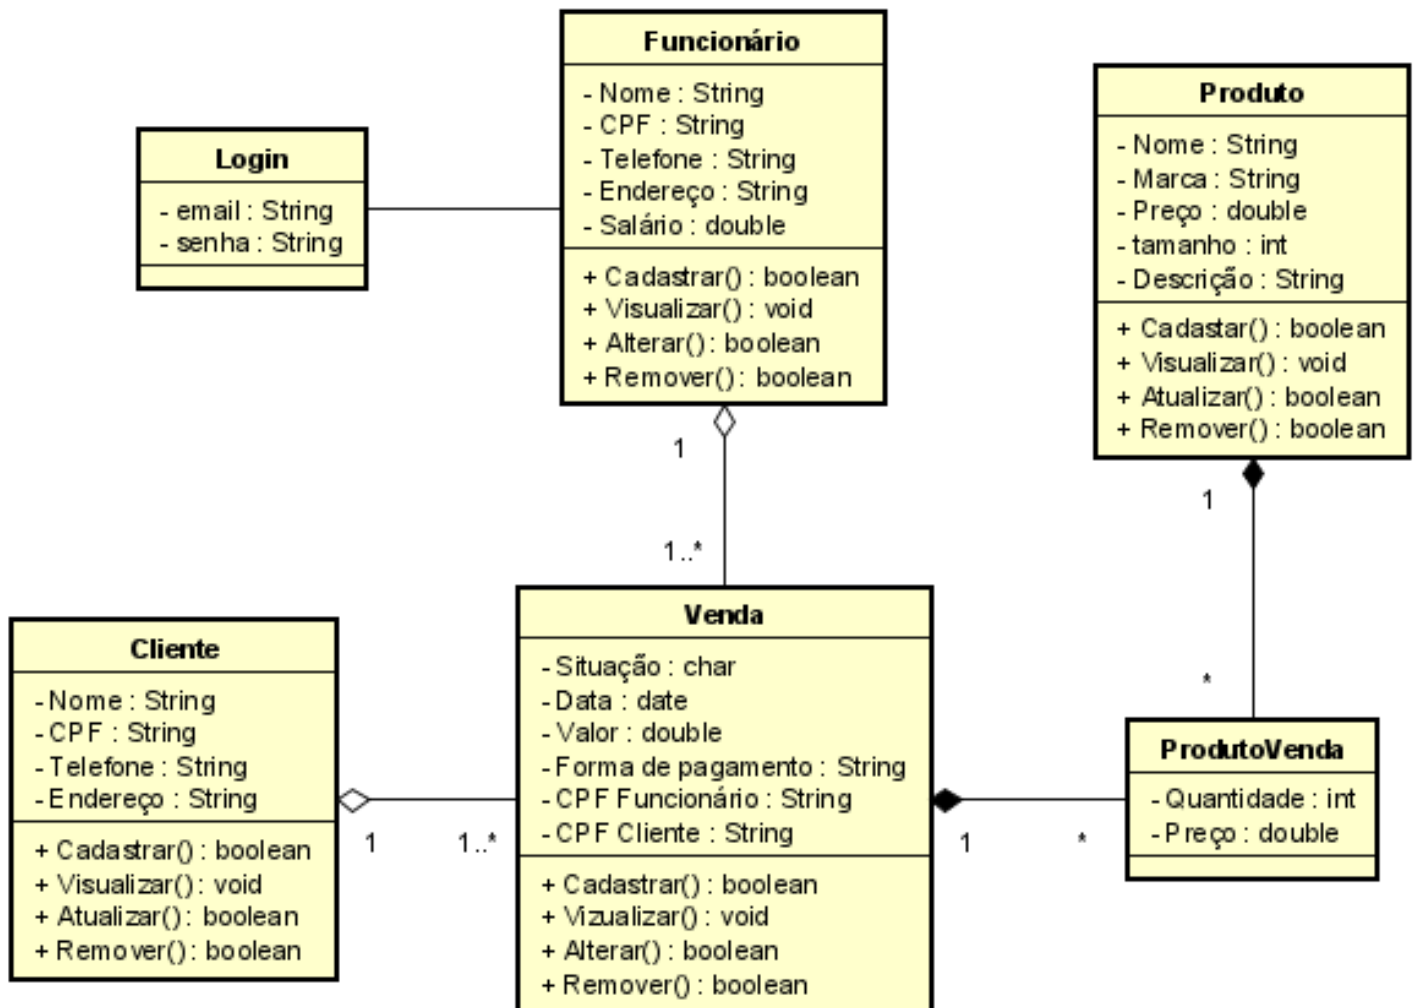 Funcionário
- Nome : String
- CPF : String
- Telefone : String
- Endereço : String
- Salário : double
+ Cadastrar() : boolean
+ Visualizar() : void
+ Alterar() : boolean
+ Remover() : boolean
Produto
- Nome : String
- Marca : String
- Preço : double
- tamanho : int
- Descrição : String
+ Cadastar() : boolean
+ Visualizar() : void
+ Atualizar() : boolean
+ Remover() : boolean
Login
- email : String
- senha : String
1
1..*
1
*
Cliente
- Nome : String
- CPF : String
- Telefone : String
- Endereço : String
+ Cadastrar() : boolean
+ Visualizar() : void
+ Atualizar() : boolean
+ Remover() : boolean
1
1..*
Venda
- Situação : char
- Data : date
- Valor : double
- Forma de pagamento : String
- CPF Funcionário : String
- CPF Cliente : String
+ Cadastrar() : boolean
+ Vizualizar() : void
+ Alterar() : boolean
+ Remover() : boolean
1
*
ProdutoVenda
- Quantidade : int
- Preço : double